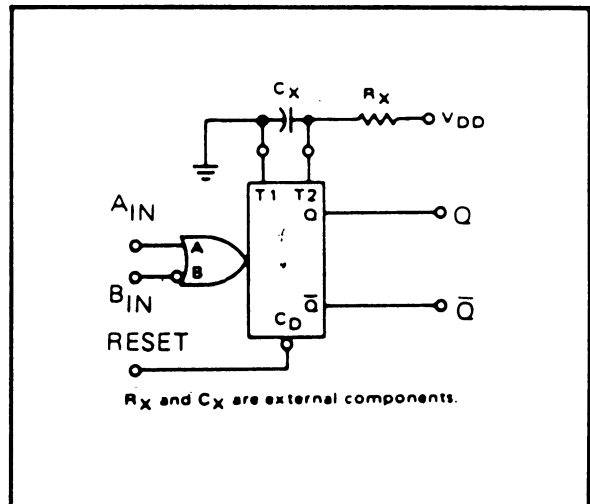 CX
RX
VDD
T1 T2
Q
Q
AIN
A
B
BIN
Q̅
Q̅
CD
RESET
RX and CX are external components.